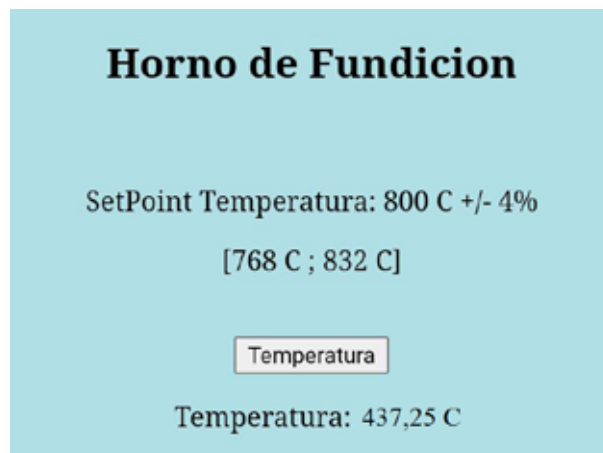 Horno de Fundicion
SetPoint Temperatura: 800 C +/- 4%
[768 C ; 832 C]
Temperatura
Temperatura: 437,25 C